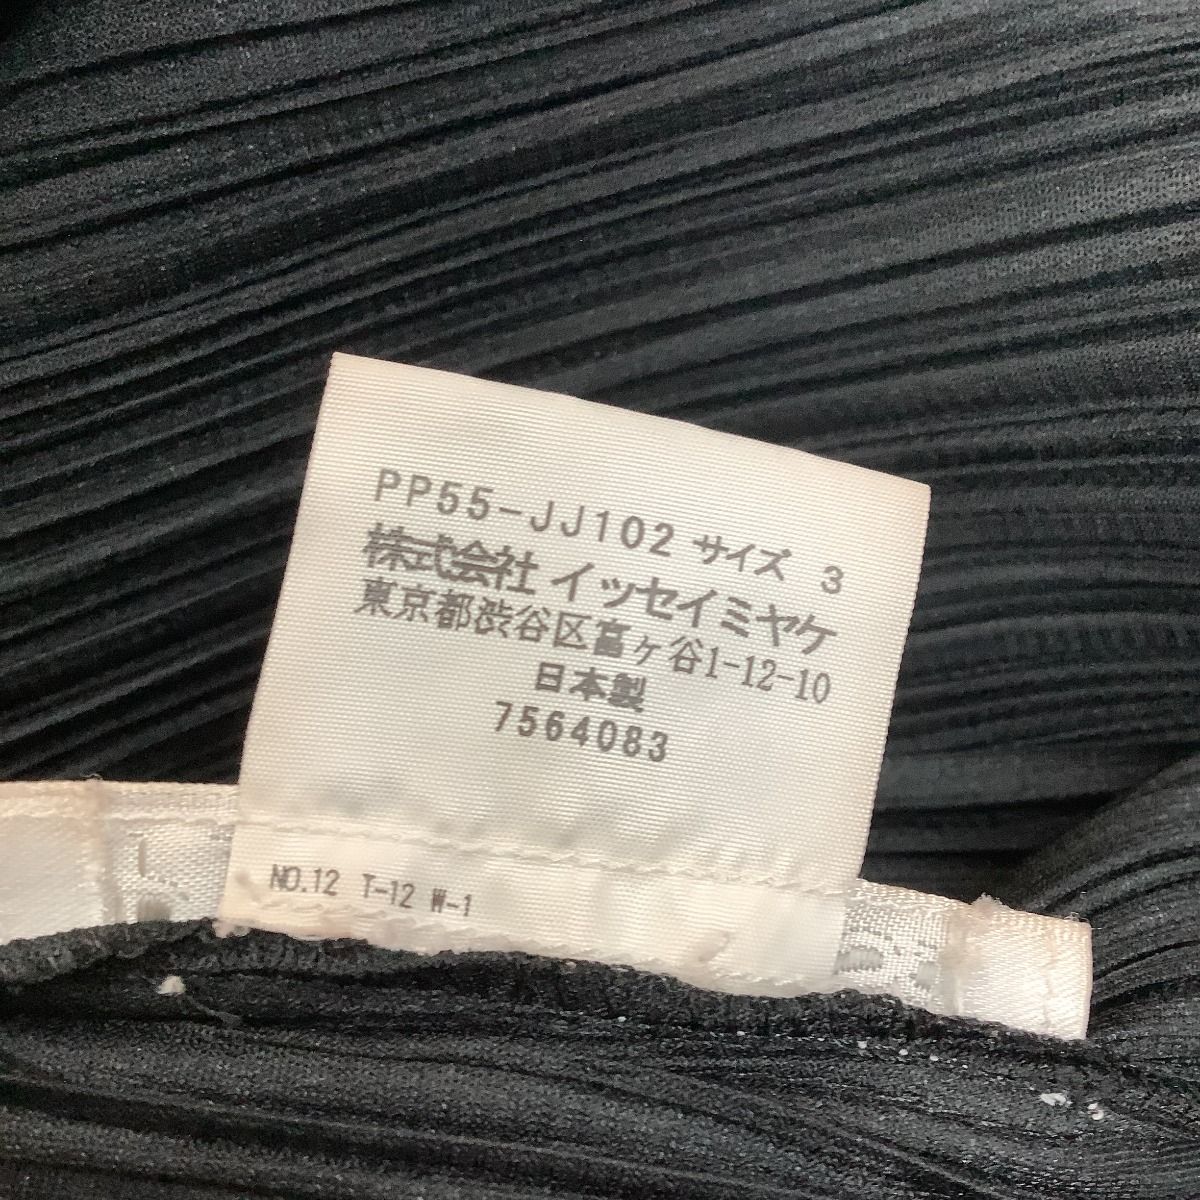 PP55-JJ102 サイズ 3
株式会社 イッセイミヤケ
東京都渋谷区富ヶ谷1-12-10
日本製
7564083
NO.12 T-12 W-1